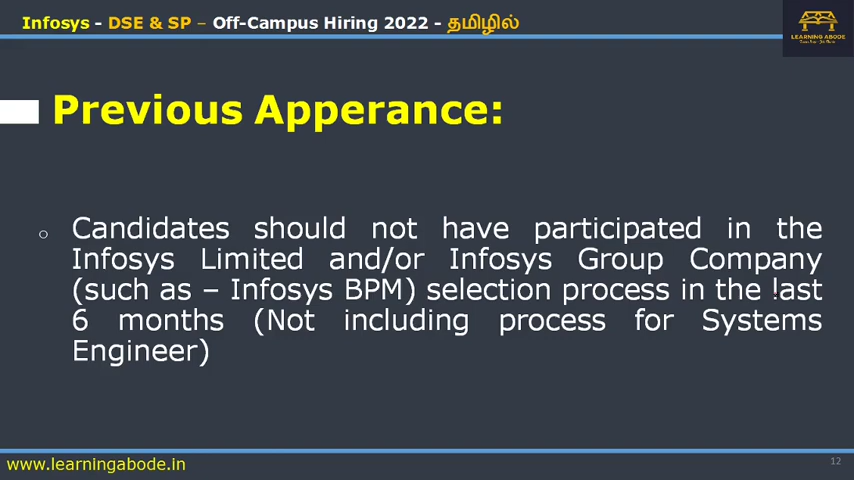 Infosys - DSE & SP – Off-Campus Hiring 2022 - தமிழில்
LEARNING ABODE
Previous Apperance:
Candidates should not have participated in the
Infosys Limited and/or Infosys Group Company
(such as – Infosys BPM) selection process in the last
6 months (Not including process for Systems
Engineer)
www.learningabode.in
12